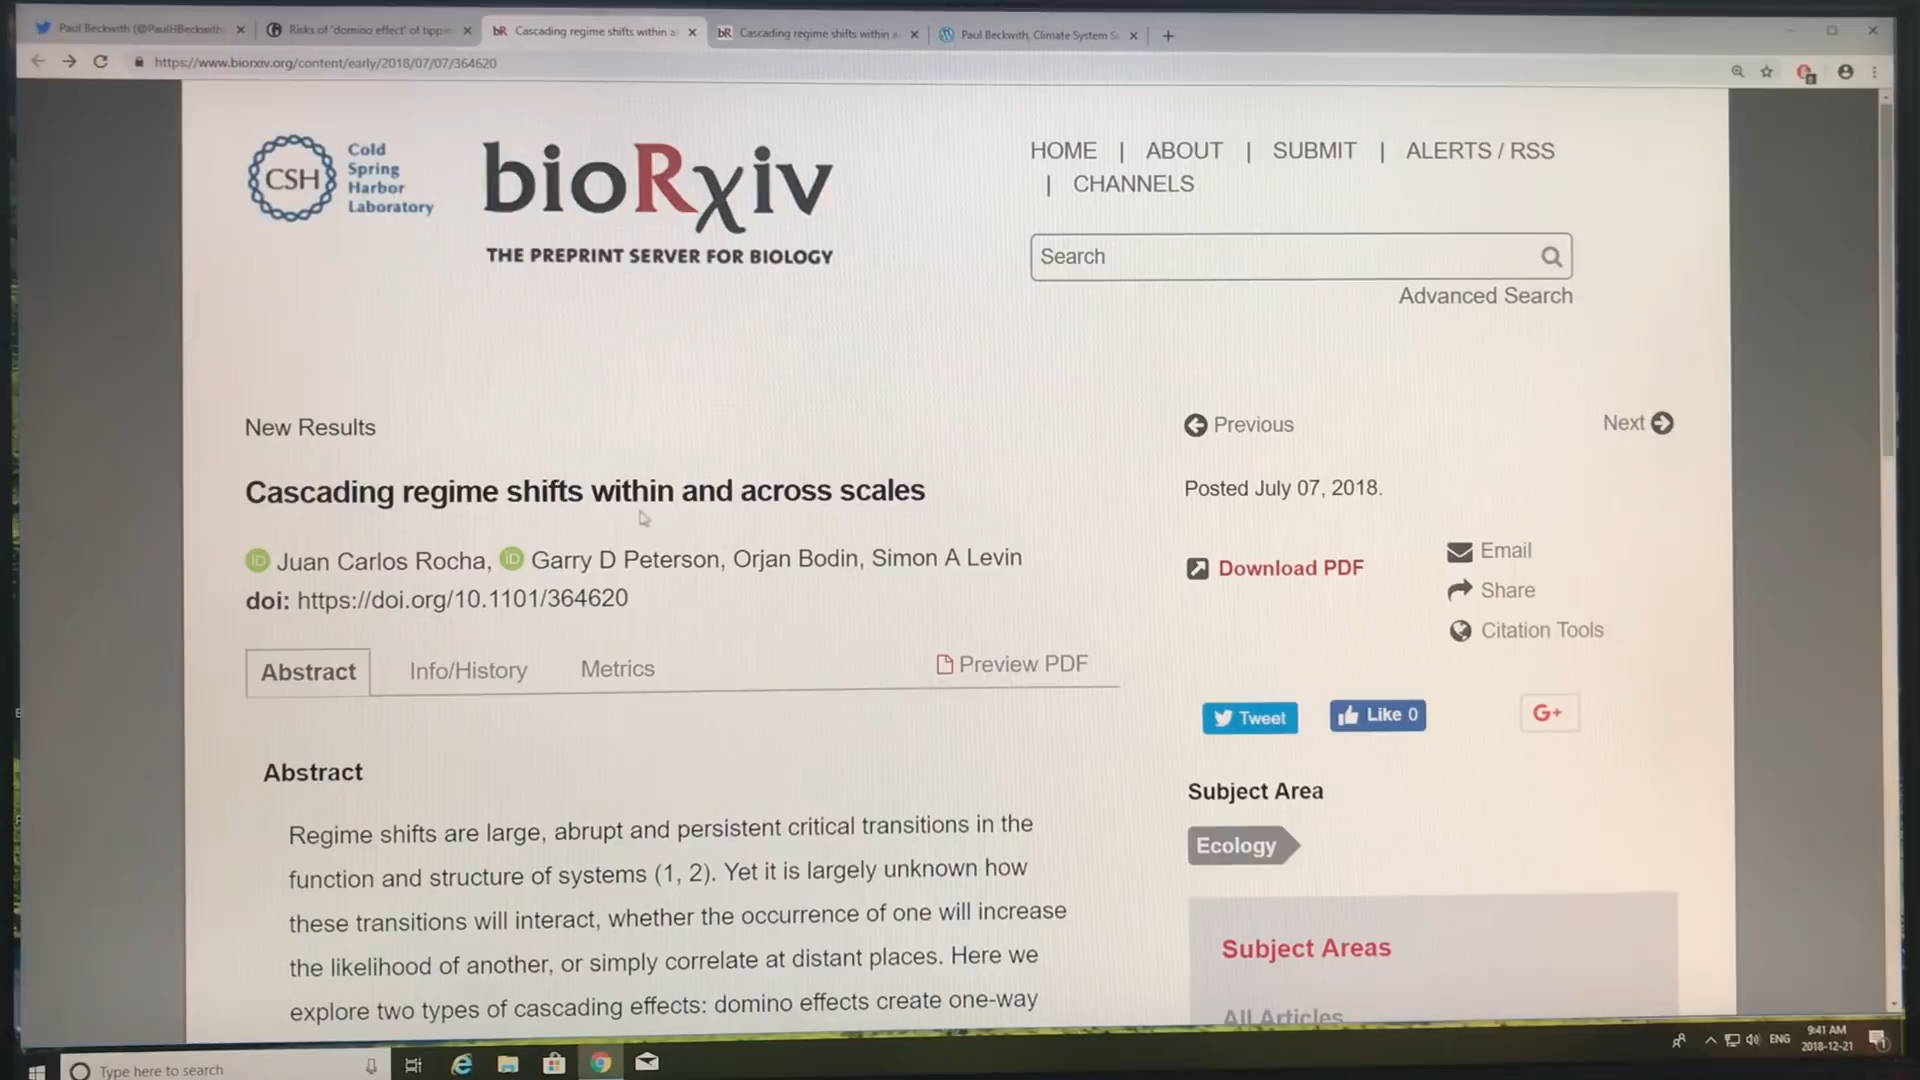 Paul Beckwith (@PaulHBeckwith
Risks of 'domino effect' of tippin
bR Cascading regime shifts within a
bR Cascading regime shifts within a
Paul Beckwith, Climate System S
https://www.biorxiv.org/content/early/2018/07/07/364620
CSH
Cold
Spring
Harbor
Laboratory
bioRχiv
THE PREPRINT SERVER FOR BIOLOGY
HOME | ABOUT | SUBMIT | ALERTS / RSS
| CHANNELS
Search
Advanced Search
New Results
Previous
Next
Cascading regime shifts within and across scales
Posted July 07, 2018.
iD Juan Carlos Rocha, iD Garry D Peterson, Orjan Bodin, Simon A Levin
doi: https://doi.org/10.1101/364620
Download PDF
Email
Share
Citation Tools
Abstract Info/History Metrics Preview PDF
Tweet Like 0 G+
Abstract
Regime shifts are large, abrupt and persistent critical transitions in the
function and structure of systems (1, 2). Yet it is largely unknown how
these transitions will interact, whether the occurrence of one will increase
the likelihood of another, or simply correlate at distant places. Here we
explore two types of cascading effects: domino effects create one-way
Subject Area
Ecology
Subject Areas
All Articles
Type here to search
ENG
9:41 AM
2018-12-21